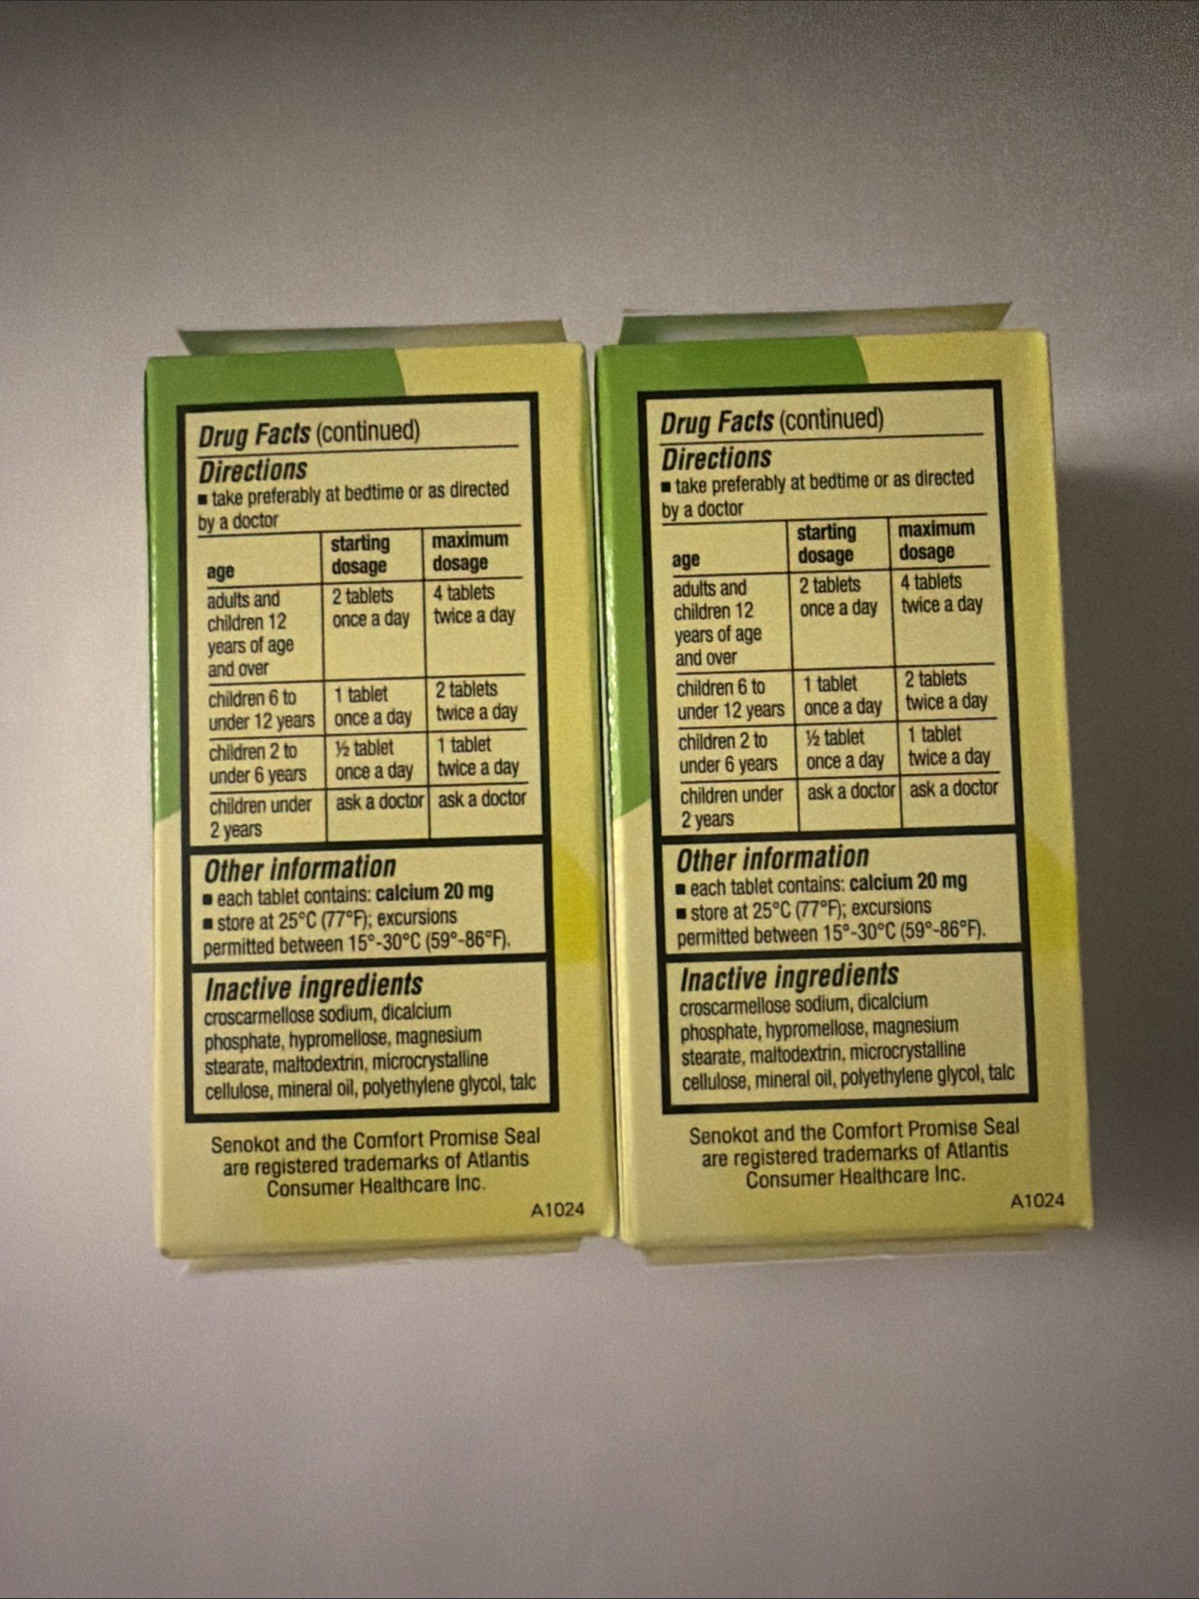 Drug Facts (continued)
Directions
■ take preferably at bedtime or as directed
by a doctor
age starting dosage maximum dosage
adults and children 12 years of age and over 2 tablets once a day 4 tablets twice a day
children 6 to under 12 years 1 tablet once a day 2 tablets twice a day
children 2 to under 6 years ½ tablet once a day 1 tablet twice a day
children under 2 years ask a doctor ask a doctor
Other information
■ each tablet contains: calcium 20 mg
■ store at 25°C (77°F); excursions
permitted between 15°-30°C (59°-86°F).
Inactive ingredients
croscarmellose sodium, dicalcium
phosphate, hypromellose, magnesium
stearate, maltodextrin, microcrystalline
cellulose, mineral oil, polyethylene glycol, talc
Senokot and the Comfort Promise Seal
are registered trademarks of Atlantis
Consumer Healthcare Inc.
A1024
Drug Facts (continued)
Directions
■ take preferably at bedtime or as directed
by a doctor
age starting dosage maximum dosage
adults and children 12 years of age and over 2 tablets once a day 4 tablets twice a day
children 6 to under 12 years 1 tablet once a day 2 tablets twice a day
children 2 to under 6 years ½ tablet once a day 1 tablet twice a day
children under 2 years ask a doctor ask a doctor
Other information
■ each tablet contains: calcium 20 mg
■ store at 25°C (77°F); excursions
permitted between 15°-30°C (59°-86°F).
Inactive ingredients
croscarmellose sodium, dicalcium
phosphate, hypromellose, magnesium
stearate, maltodextrin, microcrystalline
cellulose, mineral oil, polyethylene glycol, talc
Senokot and the Comfort Promise Seal
are registered trademarks of Atlantis
Consumer Healthcare Inc.
A1024